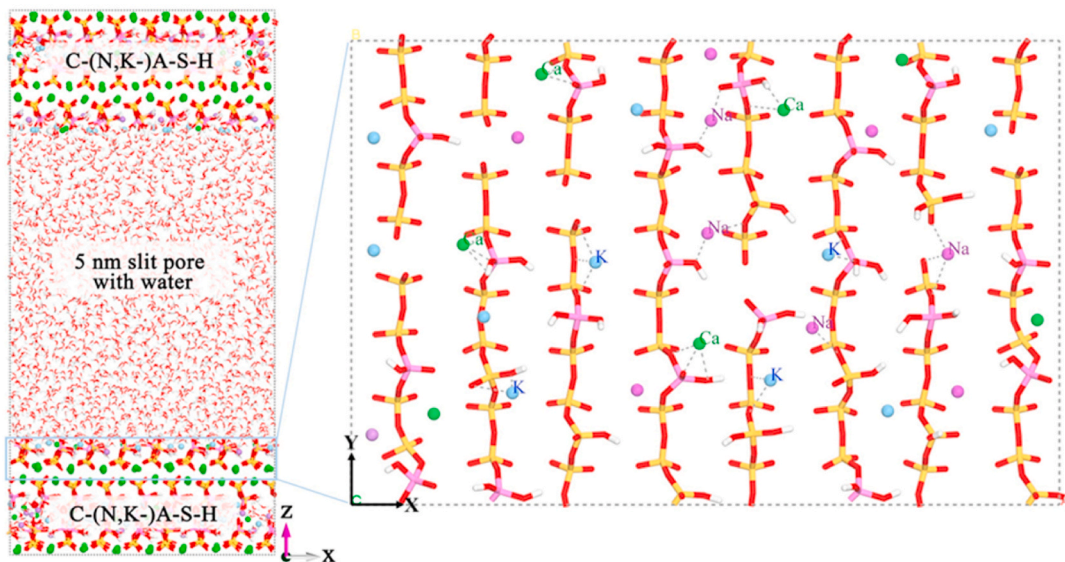 C-(N,K-)A-S-H
5 nm slit pore
with water
C-(N,K-)A-S-H
Z
X
Ca
Na
Ca
Ca
K
Na
K
Na
Ca
Na
K
K
Y
X
C